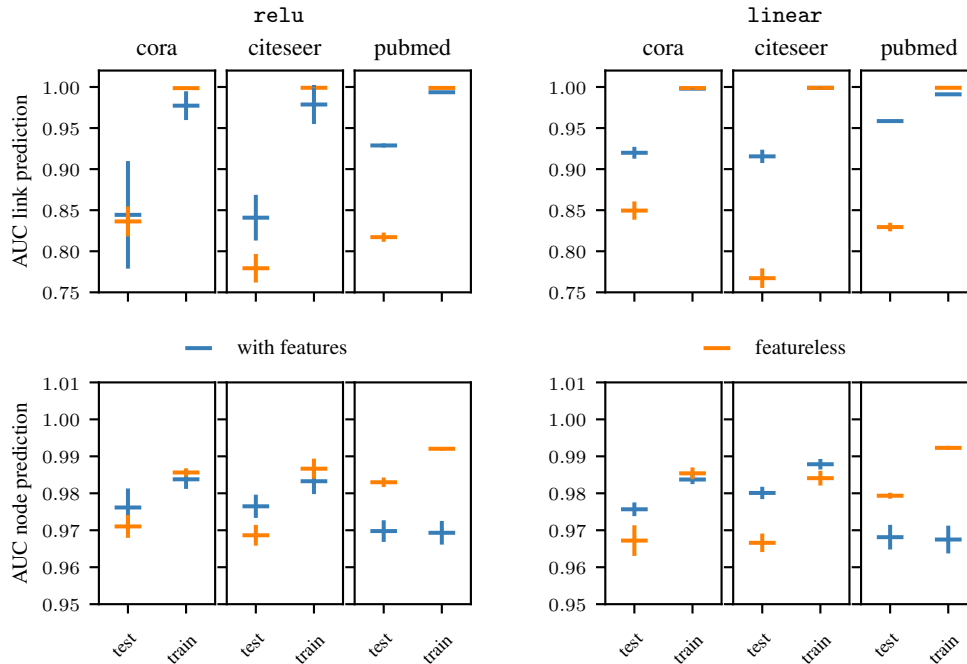 relu
linear
cora citeseer pubmed
cora citeseer pubmed
AUC link prediction
1.00
0.95
0.90
0.85
0.80
0.75
1.00
0.95
0.90
0.85
0.80
0.75
with features
featureless
AUC node prediction
1.01
1.00
0.99
0.98
0.97
0.96
0.95
1.01
1.00
0.99
0.98
0.97
0.96
0.95
test train test train test train
test train test train test train